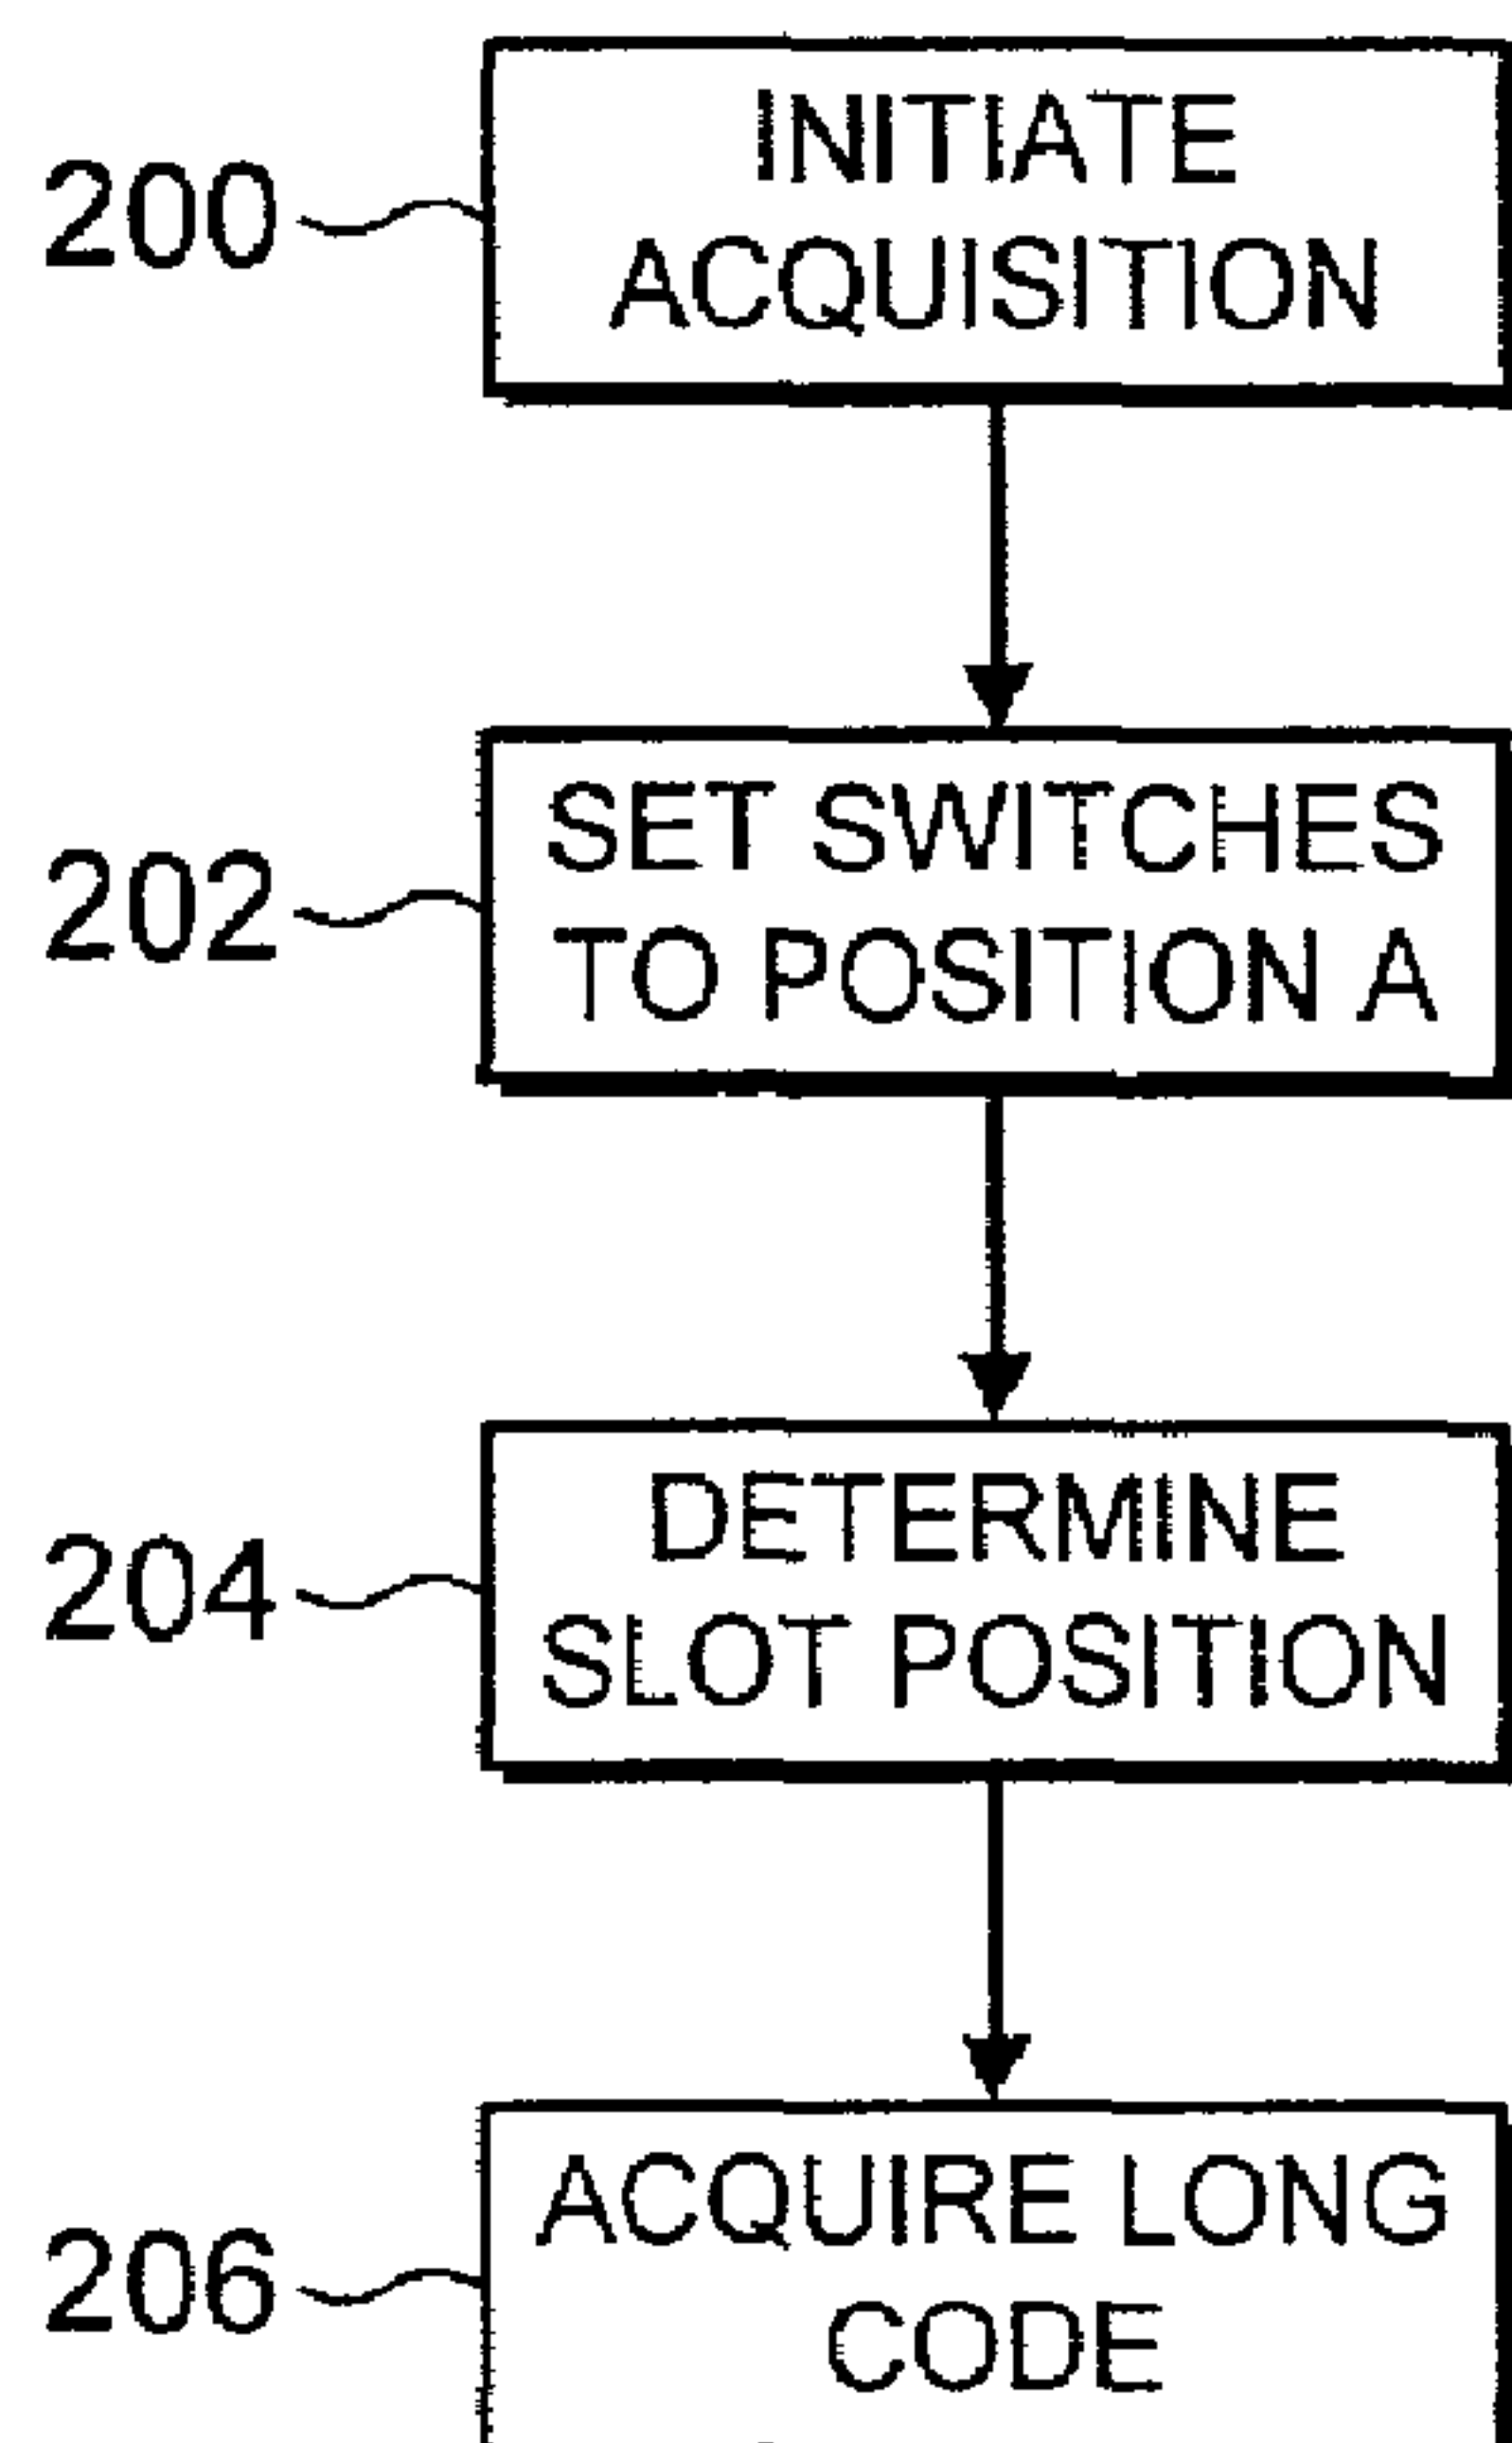 200
INITIATE
ACQUISITION
202
SET SWITCHES
TO POSITION A
204
DETERMINE
SLOT POSITION
206
ACQUIRE LONG
CODE